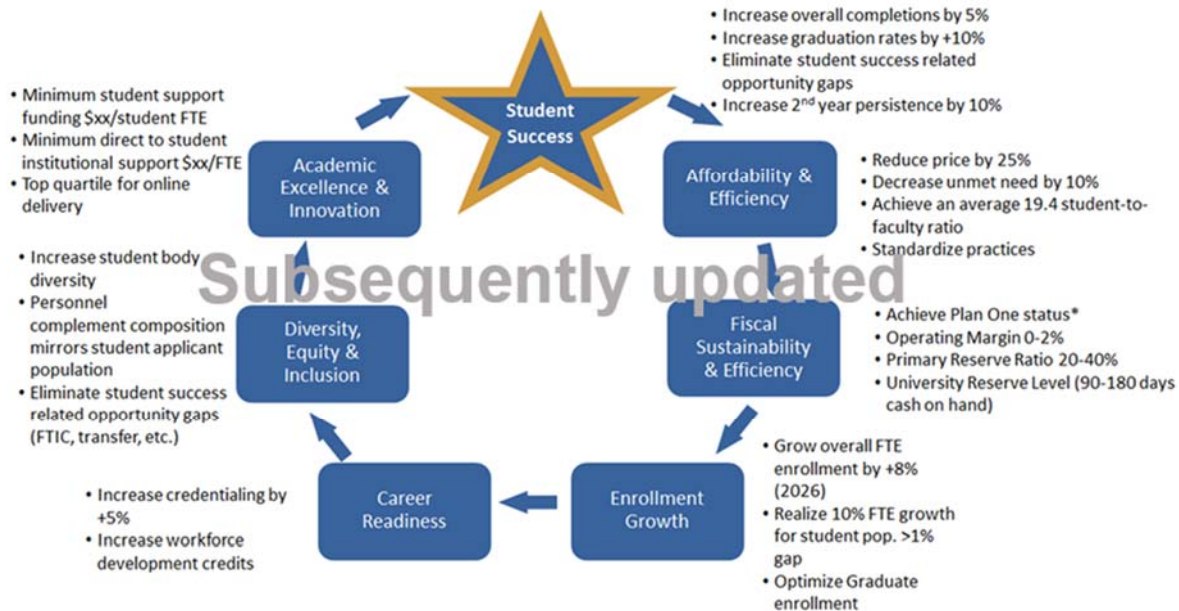 Student
Success
• Increase overall completions by 5%
• Increase graduation rates by +10%
• Eliminate student success related
opportunity gaps
• Increase 2nd year persistence by 10%
Affordability &
Efficiency
• Reduce price by 25%
• Decrease unmet need by 10%
• Achieve an average 19.4 student-to-
faculty ratio
• Standardize practices
Subsequently updated
Fiscal
Sustainability
& Efficiency
• Achieve Plan One status*
• Operating Margin 0-2%
• Primary Reserve Ratio 20-40%
• University Reserve Level (90-180 days
cash on hand)
Enrollment
Growth
• Grow overall FTE
enrollment by +8%
(2026)
• Realize 10% FTE growth
for student pop. >1%
gap
• Optimize Graduate
enrollment
Career
Readiness
• Increase credentialing by
+5%
• Increase workforce
development credits
Diversity,
Equity &
Inclusion
• Increase student body
diversity
• Personnel
complement composition
mirrors student applicant
population
• Eliminate student success
related opportunity gaps
(FTIC, transfer, etc.)
Academic
Excellence &
Innovation
• Minimum student support
funding $xx/student FTE
• Minimum direct to student
institutional support $xx/FTE
• Top quartile for online
delivery